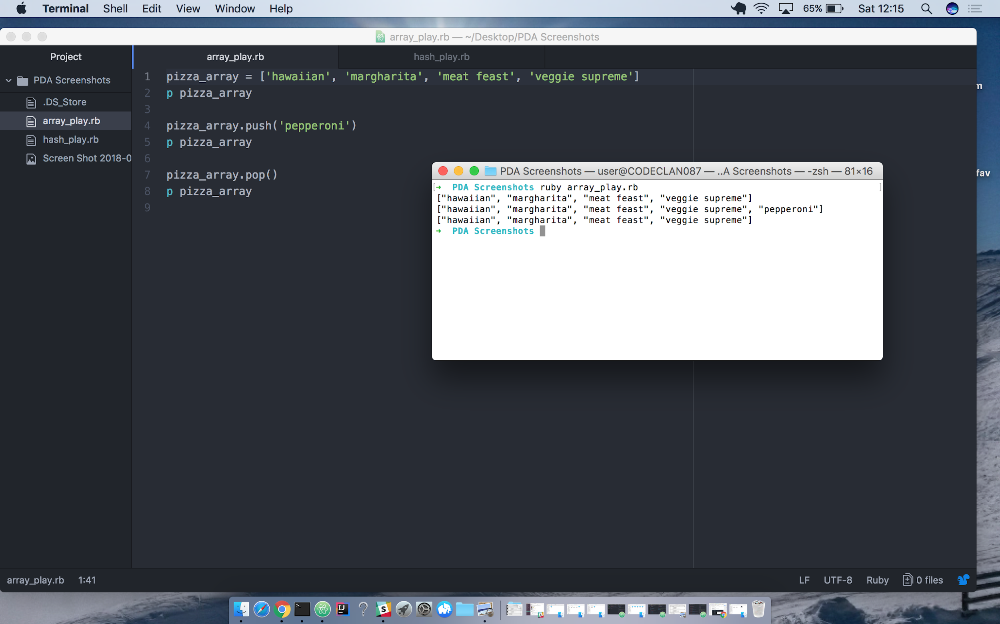 Terminal Shell Edit View Window Help 65% Sat 12:15
array_play.rb — ~/Desktop/PDA Screenshots
Project array_play.rb hash_play.rb
PDA Screenshots
.DS_Store
array_play.rb
hash_play.rb
Screen Shot 2018-0
1 pizza_array = ['hawaiian', 'margharita', 'meat feast', 'veggie supreme']
2 p pizza_array
3
4 pizza_array.push('pepperoni')
5 p pizza_array
6
7 pizza_array.pop()
8 p pizza_array
9
m
fav
PDA Screenshots — user@CODECLAN087 — ..A Screenshots — -zsh — 81×16
[➜ PDA Screenshots ruby array_play.rb ]
["hawaiian", "margharita", "meat feast", "veggie supreme"]
["hawaiian", "margharita", "meat feast", "veggie supreme", "pepperoni"]
["hawaiian", "margharita", "meat feast", "veggie supreme"]
➜ PDA Screenshots
array_play.rb 1:41 LF UTF-8 Ruby 0 files
IJ ? S